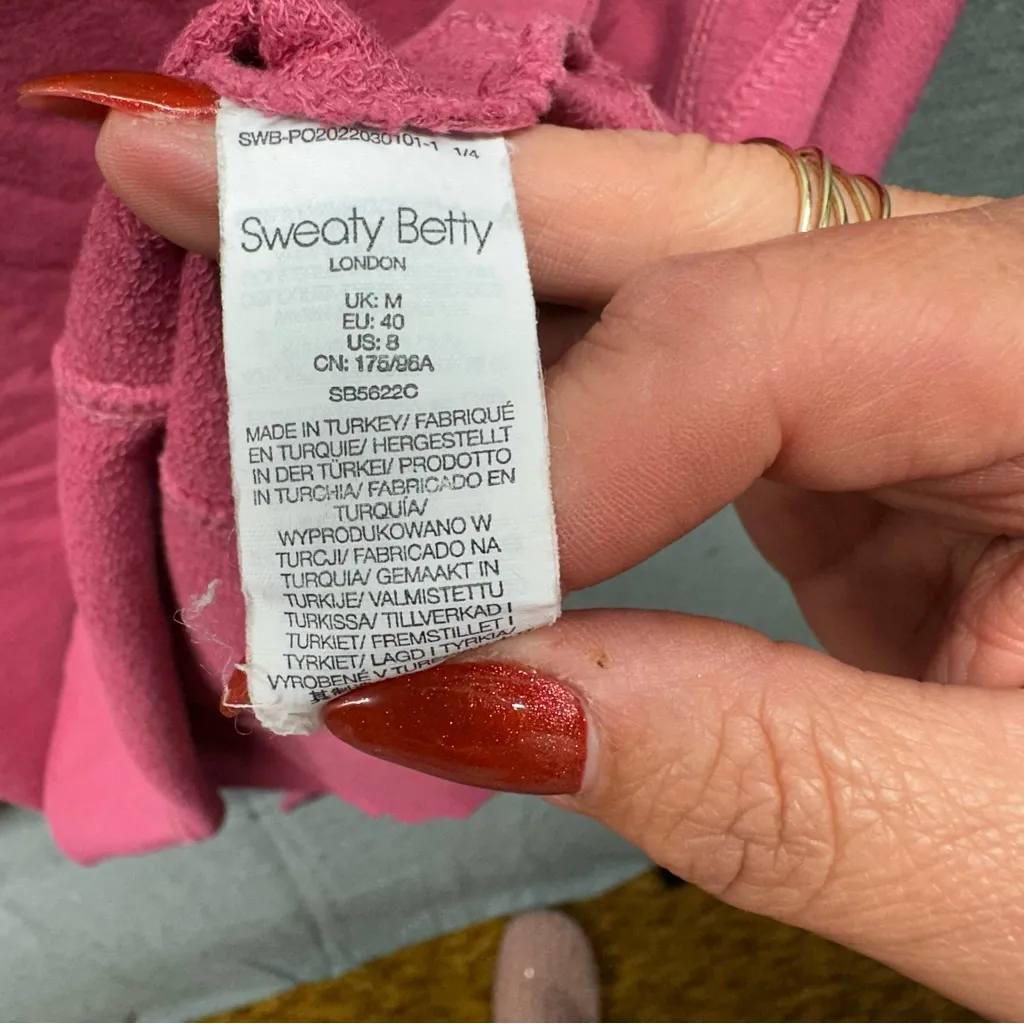 SWB-PO2022030101-1 1/4
Sweaty Betty
LONDON
UK: M
EU: 40
US: 8
CN: 175/96A
SB5622C
MADE IN TURKEY/ FABRIQUÉ
EN TURQUIE/ HERGESTELLT
IN DER TÜRKEI/ PRODOTTO
IN TURCHIA/ FABRICADO EN
TURQUÍA/
WYPRODUKOWANO W
TURCJI/ FABRICADO NA
TURQUIA/ GEMAAKT IN
TURKIJE/ VALMISTETTU
TURKISSA/ TILLVERKAD I
TURKIET/ FREMSTILLET I
TYRKIET/ LAGD I TYRKIA/
VYROBENÉ V